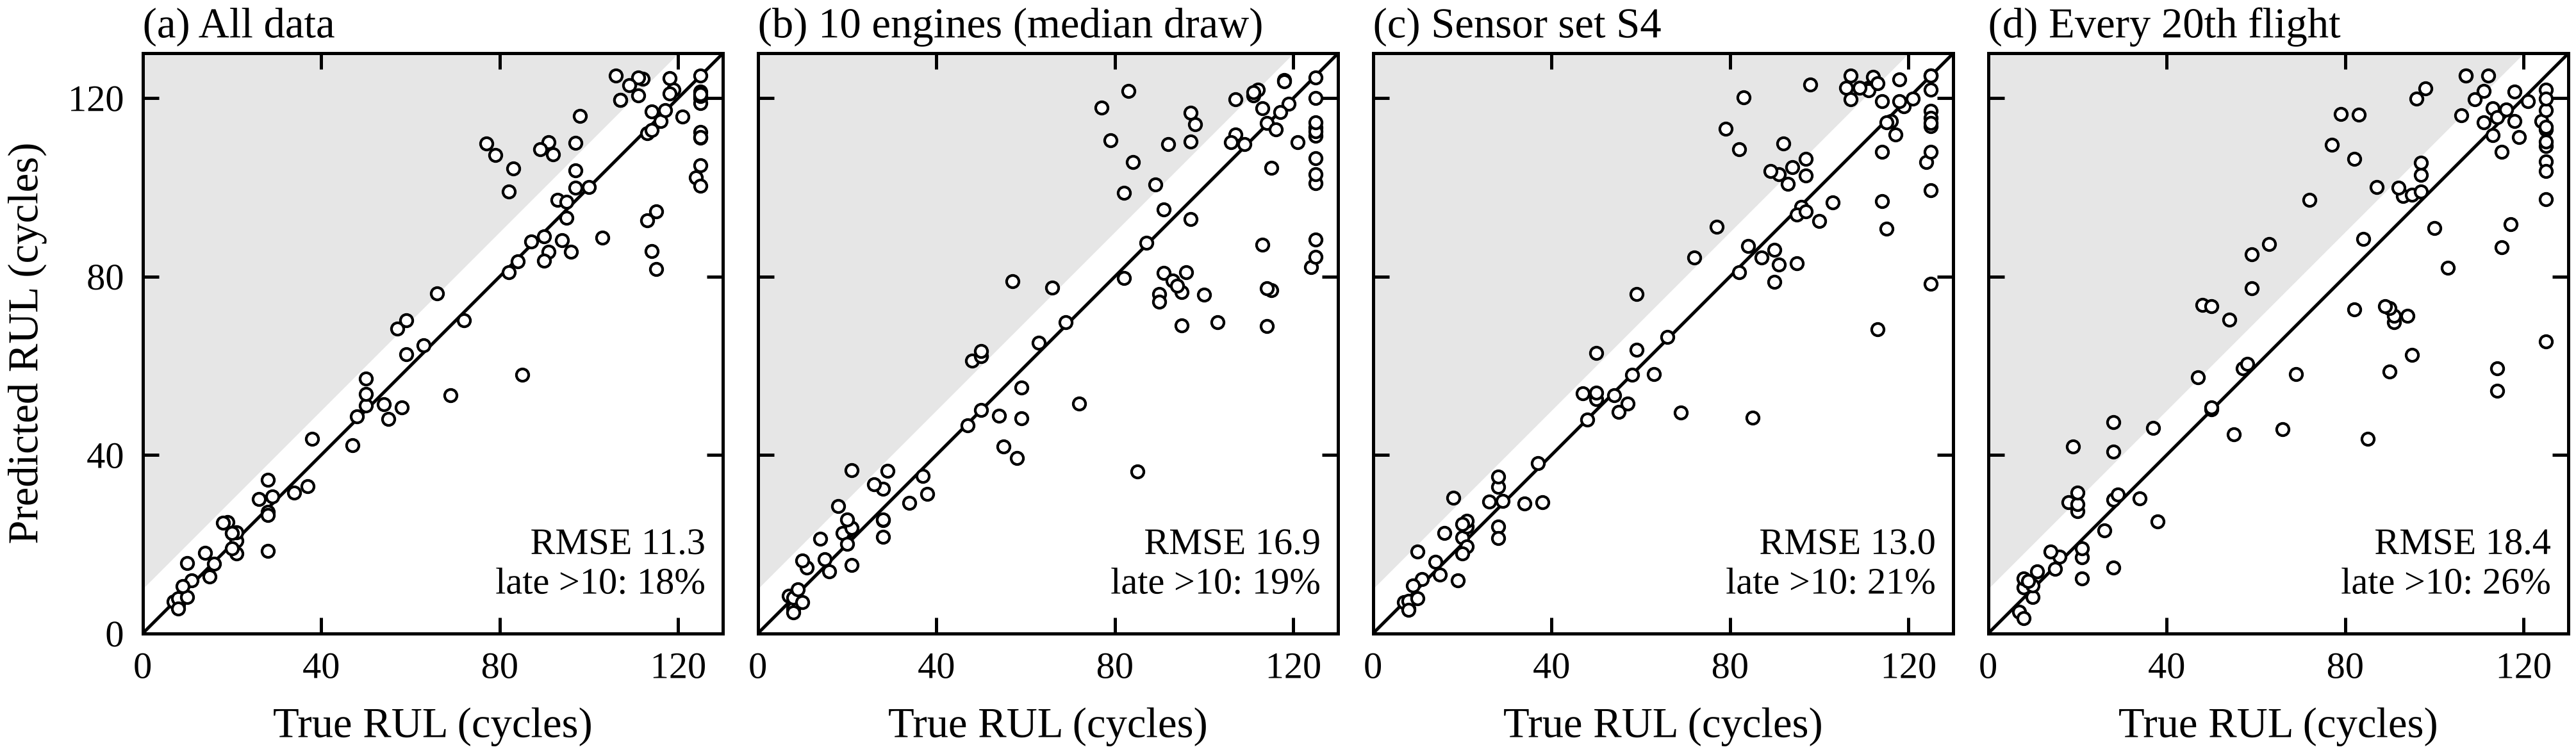 (a) All data
Predicted RUL (cycles)
120
80
40
0
RMSE 11.3
late >10: 18%
0 40 80 120
True RUL (cycles)
(b) 10 engines (median draw)
RMSE 16.9
late >10: 19%
0 40 80 120
True RUL (cycles)
(c) Sensor set S4
RMSE 13.0
late >10: 21%
0 40 80 120
True RUL (cycles)
(d) Every 20th flight
RMSE 18.4
late >10: 26%
0 40 80 120
True RUL (cycles)